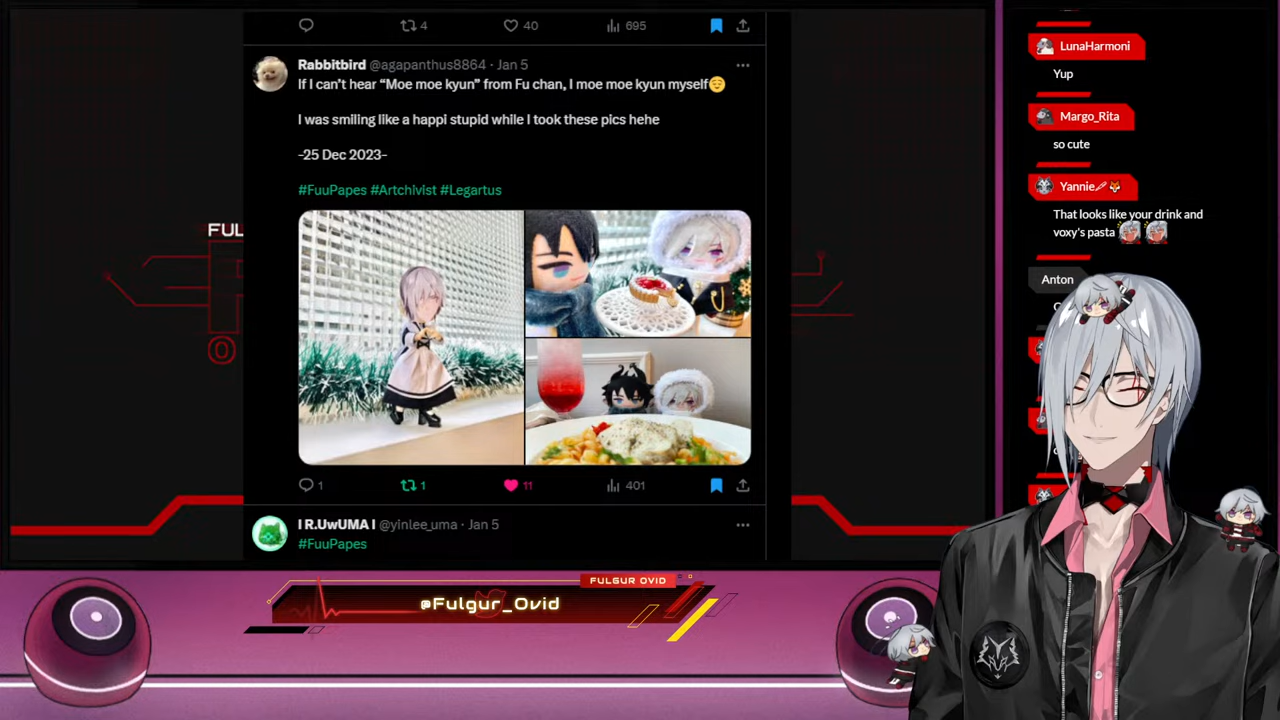 4
40
695
Rabbitbird @agapanthus8864 · Jan 5
If I can't hear “Moe moe kyun” from Fu chan, I moe moe kyun myself😌
I was smiling like a happi stupid while I took these pics hehe
-25 Dec 2023-
#FuuPapes #Artchivist #Legartus
1
1
11
401
I R.UwUMA I @yinlee_uma · Jan 5
#FuuPapes
FUL
FULGUR OVID
@Fulgur_Ovid
LunaHarmoni
Yup
Margo_Rita
so cute
Yannie🪶🦊
That looks like your drink and
voxy's pasta
Anton